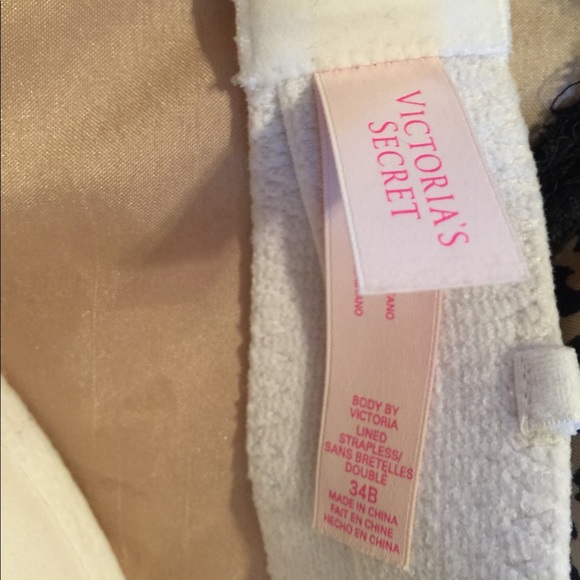 VICTORIA'S
SECRET
BODY BY
VICTORIA
LINED
STRAPLESS/
SANS BRETELLES
DOUBLÉ
34B
MADE IN CHINA
FAIT EN CHINE
HECHO EN CHINA